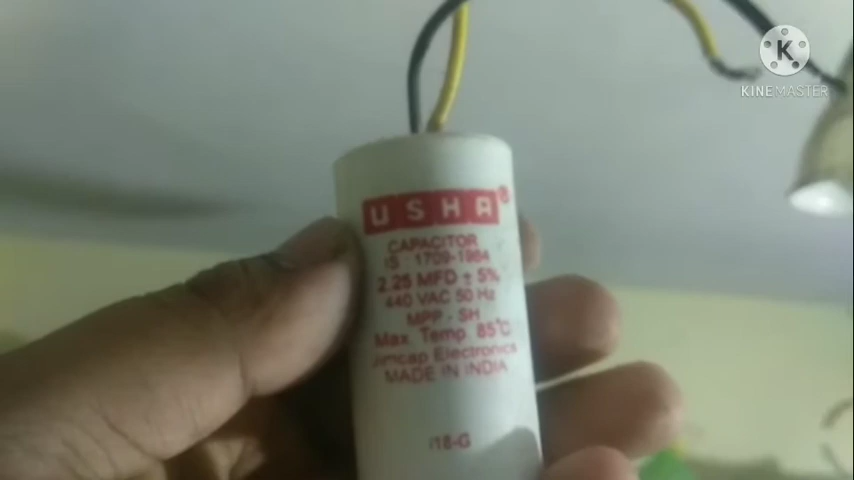 K
KINEMASTER
USHA®
CAPACITOR
IS 1709-1984
2.25 MFD ± 5%
440 VAC 50 Hz
MPP - SH
Max. Temp. 85°C
Electronics
MADE IN INDIA